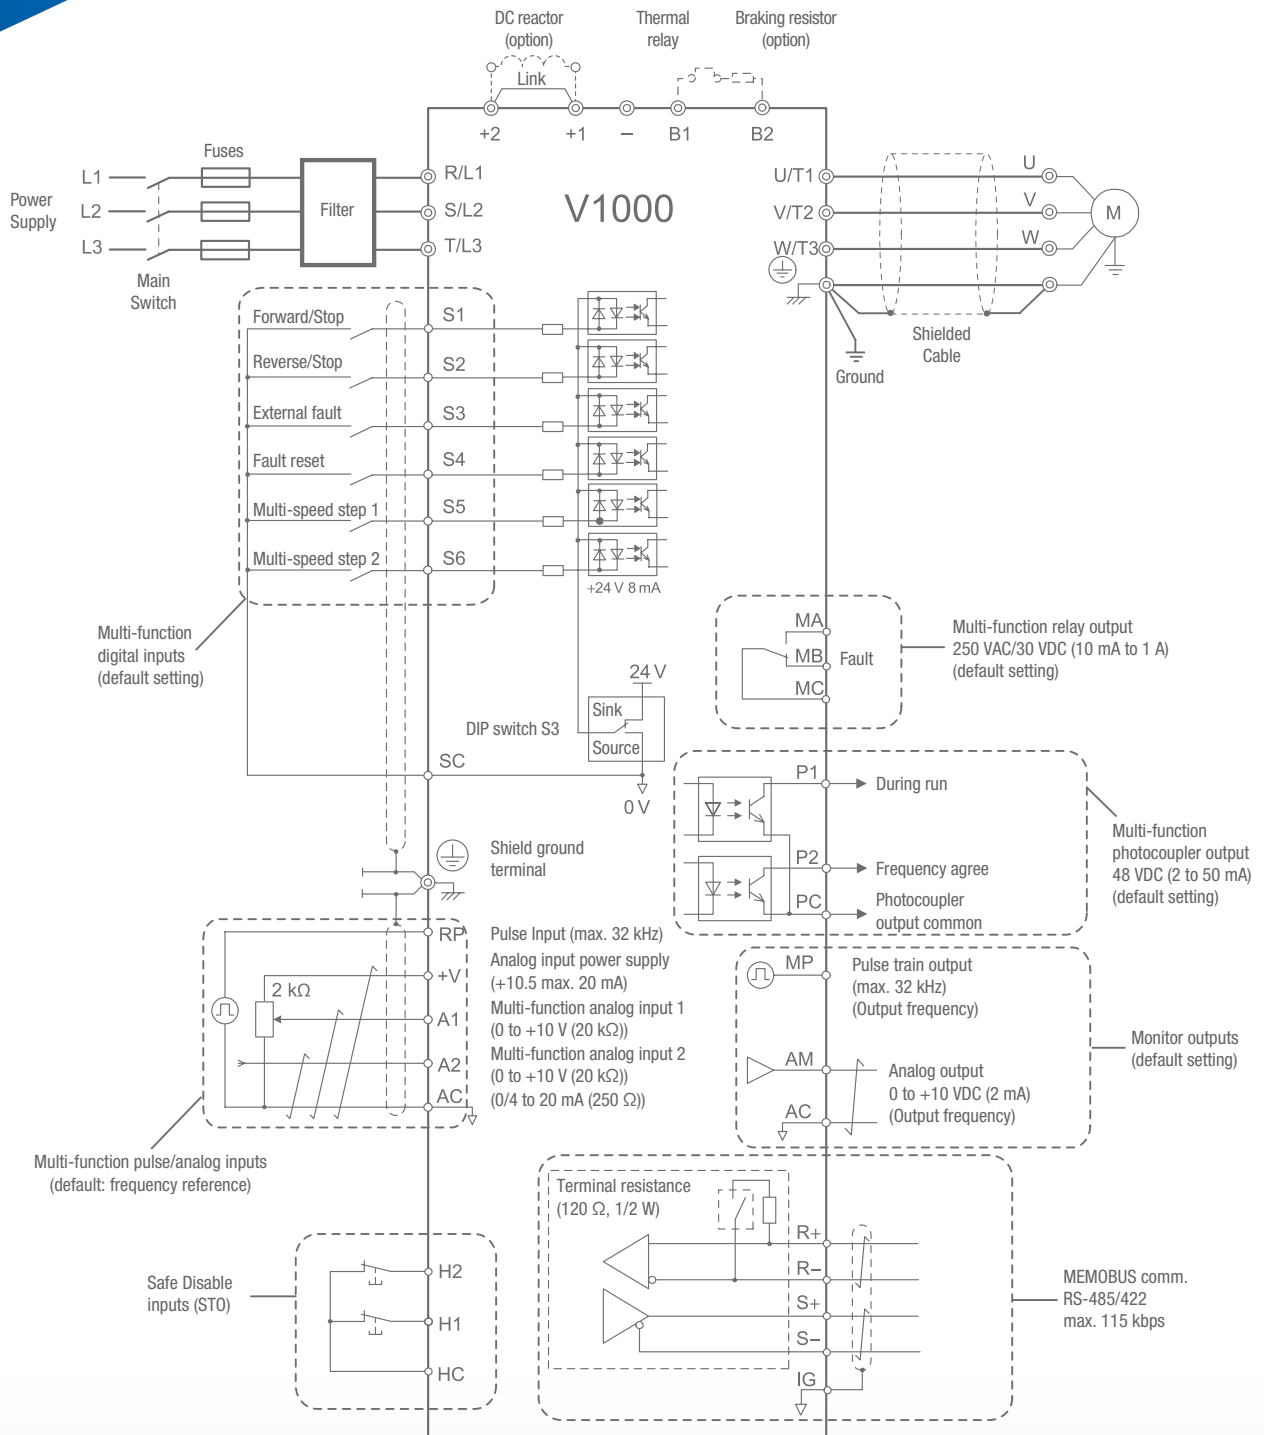 DC reactor
(option)
Thermal
relay
Braking resistor
(option)
Link
+2
+1
–
B1
B2
Fuses
Power
Supply
L1
L2
L3
Filter
R/L1
S/L2
T/L3
Main
Switch
V1000
U/T1
V/T2
W/T3
U
V
W
M
Shielded
Cable
Ground
Forward/Stop
S1
Reverse/Stop
S2
External fault
S3
Fault reset
S4
Multi-speed step 1
S5
Multi-speed step 2
S6
+24 V 8 mA
Multi-function
digital inputs
(default setting)
24 V
Sink
DIP switch S3
Source
SC
0 V
MA
MB
MC
Fault
Multi-function relay output
250 VAC/30 VDC (10 mA to 1 A)
(default setting)
P1
During run
P2
Frequency agree
PC
Photocoupler
output common
Multi-function
photocoupler output
48 VDC (2 to 50 mA)
(default setting)
Shield ground
terminal
RP
Pulse Input (max. 32 kHz)
+V
Analog input power supply
(+10.5 max. 20 mA)
2 kΩ
A1
Multi-function analog input 1
(0 to +10 V (20 kΩ))
A2
Multi-function analog input 2
(0 to +10 V (20 kΩ))
(0/4 to 20 mA (250 Ω))
AC
Multi-function pulse/analog inputs
(default: frequency reference)
MP
Pulse train output
(max. 32 kHz)
(Output frequency)
AM
Analog output
0 to +10 VDC (2 mA)
(Output frequency)
AC
Monitor outputs
(default setting)
Safe Disable
inputs (STO)
H2
H1
HC
Terminal resistance
(120 Ω, 1/2 W)
R+
R–
S+
S–
IG
MEMOBUS comm.
RS-485/422
max. 115 kbps